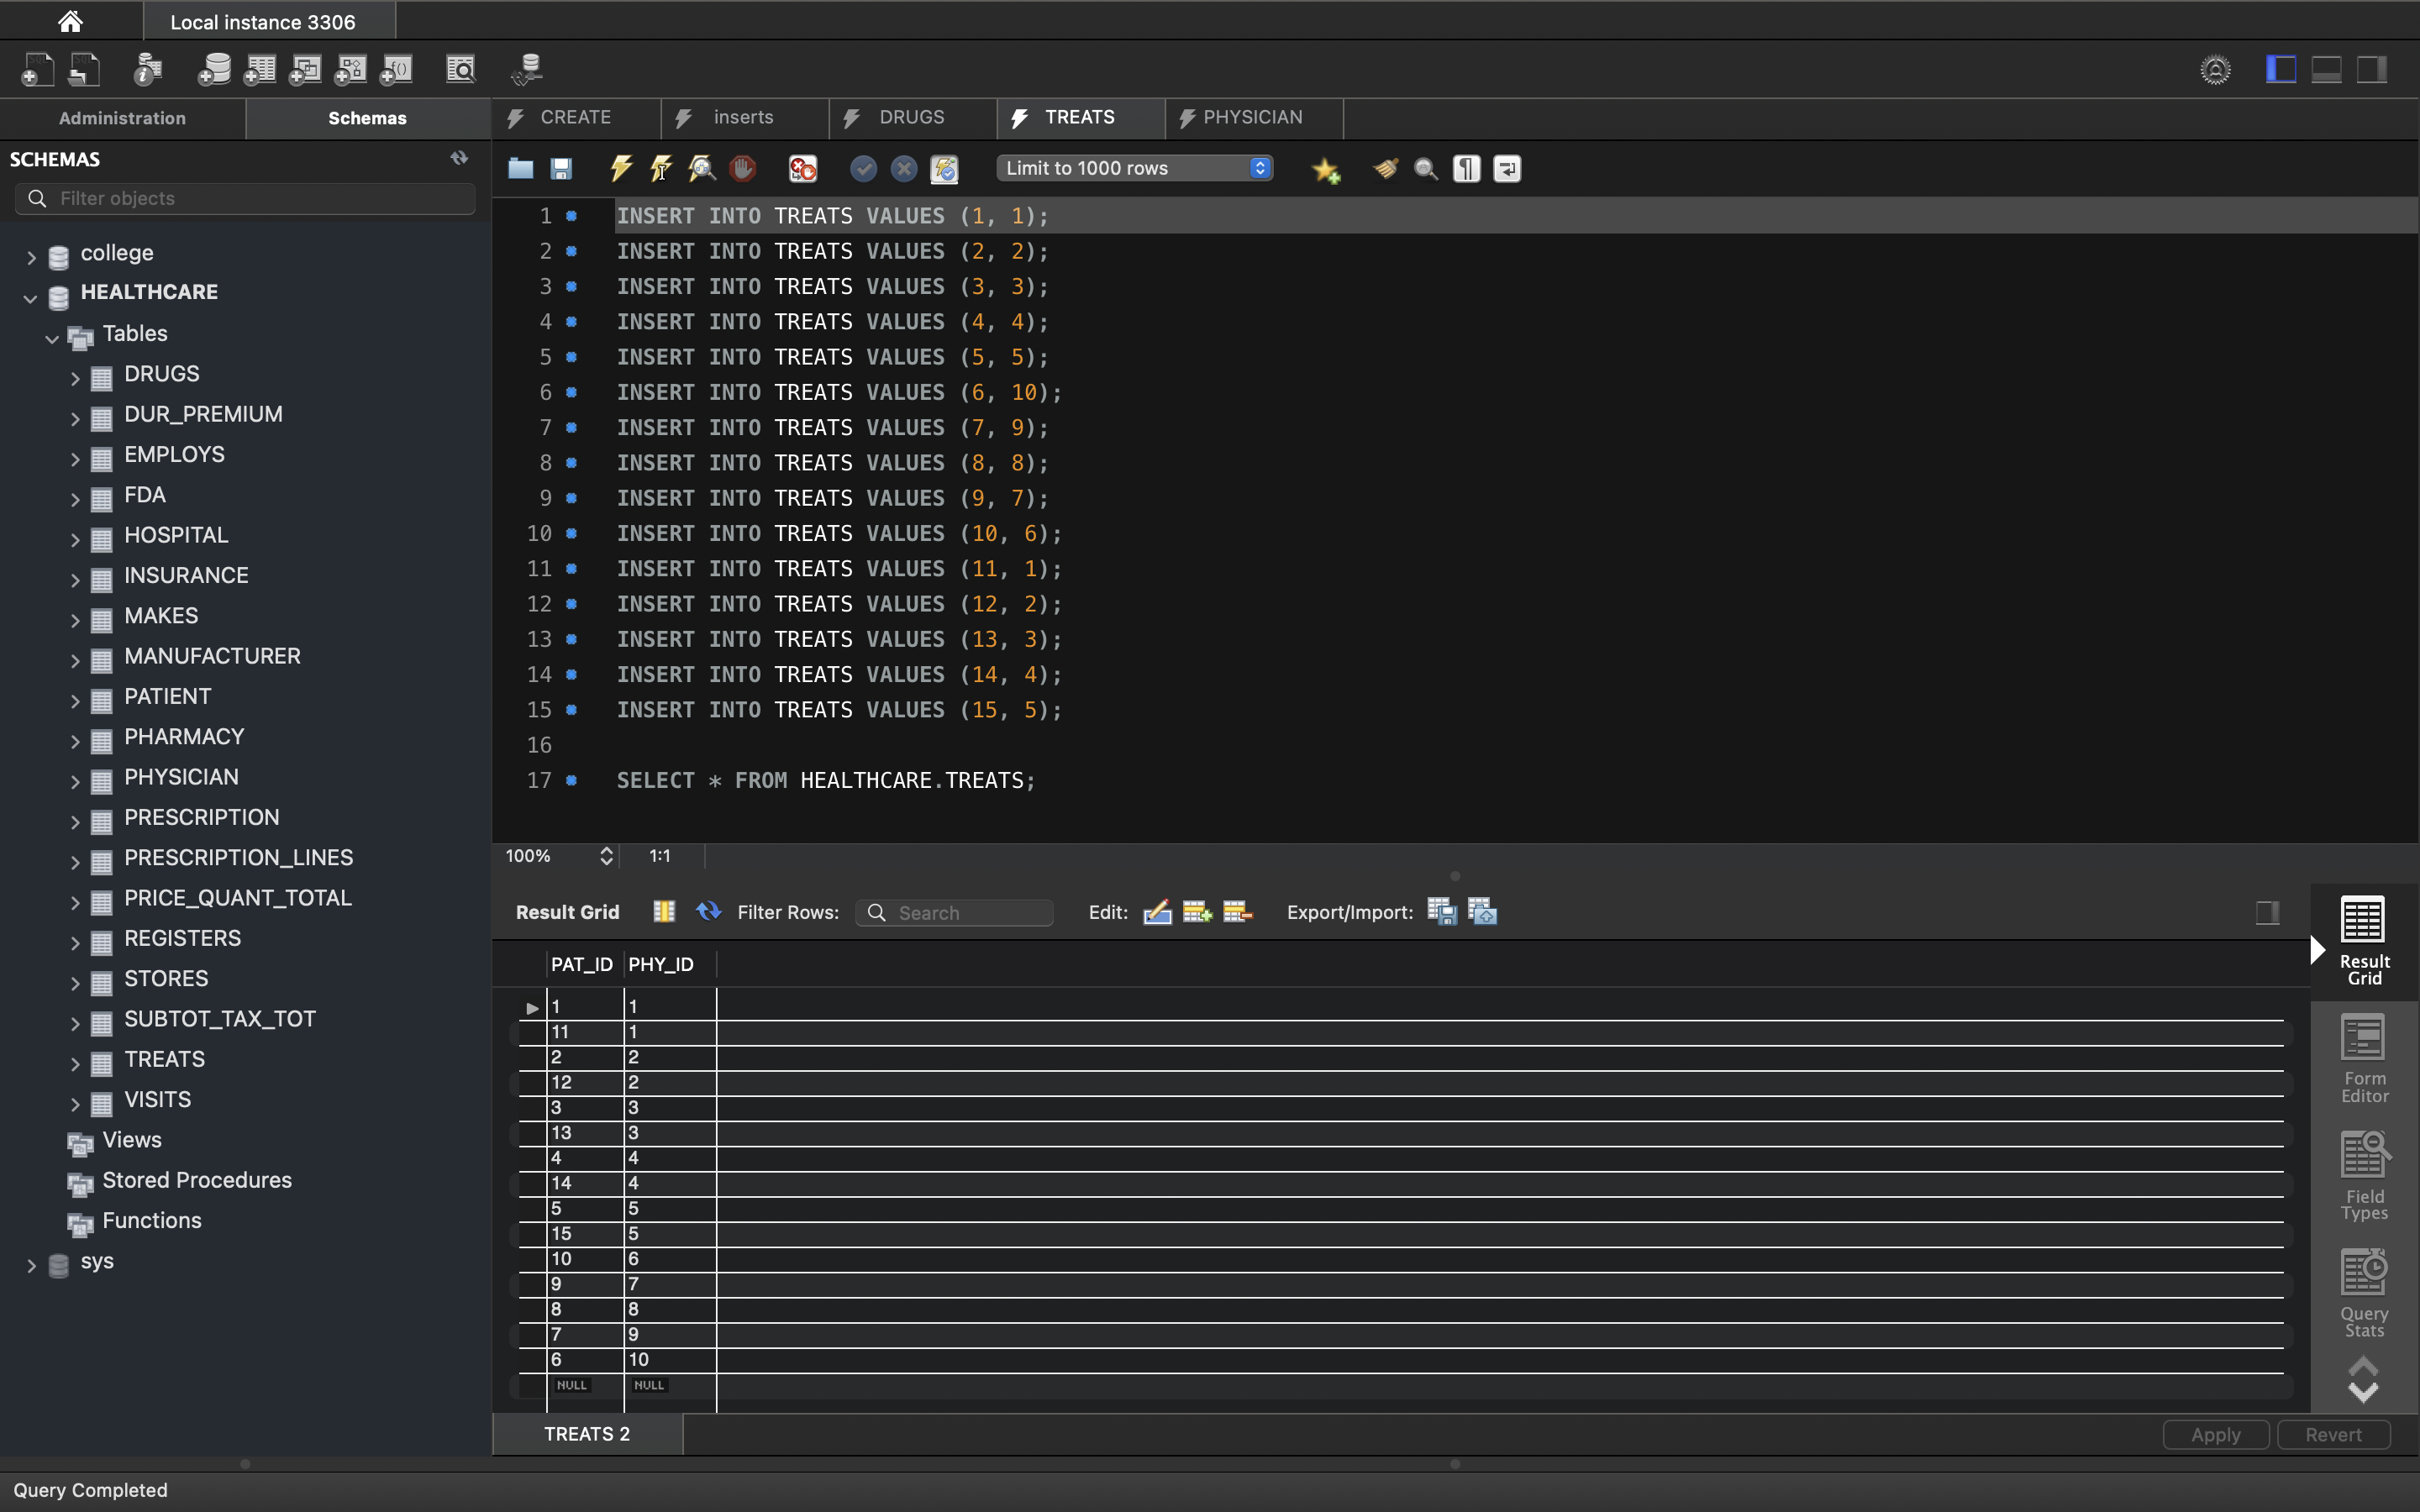 Local instance 3306
Administration
Schemas
CREATE
inserts
DRUGS
TREATS
PHYSICIAN
SCHEMAS
Filter objects
college
HEALTHCARE
Tables
DRUGS
DUR_PREMIUM
EMPLOYS
FDA
HOSPITAL
INSURANCE
MAKES
MANUFACTURER
PATIENT
PHARMACY
PHYSICIAN
PRESCRIPTION
PRESCRIPTION_LINES
PRICE_QUANT_TOTAL
REGISTERS
STORES
SUBTOT_TAX_TOT
TREATS
VISITS
Views
Stored Procedures
Functions
sys
Limit to 1000 rows
1 INSERT INTO TREATS VALUES (1, 1);
2 INSERT INTO TREATS VALUES (2, 2);
3 INSERT INTO TREATS VALUES (3, 3);
4 INSERT INTO TREATS VALUES (4, 4);
5 INSERT INTO TREATS VALUES (5, 5);
6 INSERT INTO TREATS VALUES (6, 10);
7 INSERT INTO TREATS VALUES (7, 9);
8 INSERT INTO TREATS VALUES (8, 8);
9 INSERT INTO TREATS VALUES (9, 7);
10 INSERT INTO TREATS VALUES (10, 6);
11 INSERT INTO TREATS VALUES (11, 1);
12 INSERT INTO TREATS VALUES (12, 2);
13 INSERT INTO TREATS VALUES (13, 3);
14 INSERT INTO TREATS VALUES (14, 4);
15 INSERT INTO TREATS VALUES (15, 5);
16
17 SELECT * FROM HEALTHCARE.TREATS;
100% 1:1
Result Grid Filter Rows: Search Edit: Export/Import:
PAT_ID PHY_ID
1 1
11 1
2 2
12 2
3 3
13 3
4 4
14 4
5 5
15 5
10 6
9 7
8 8
7 9
6 10
NULL NULL
Result
Grid
Form
Editor
Field
Types
Query
Stats
TREATS 2
Apply
Revert
Query Completed